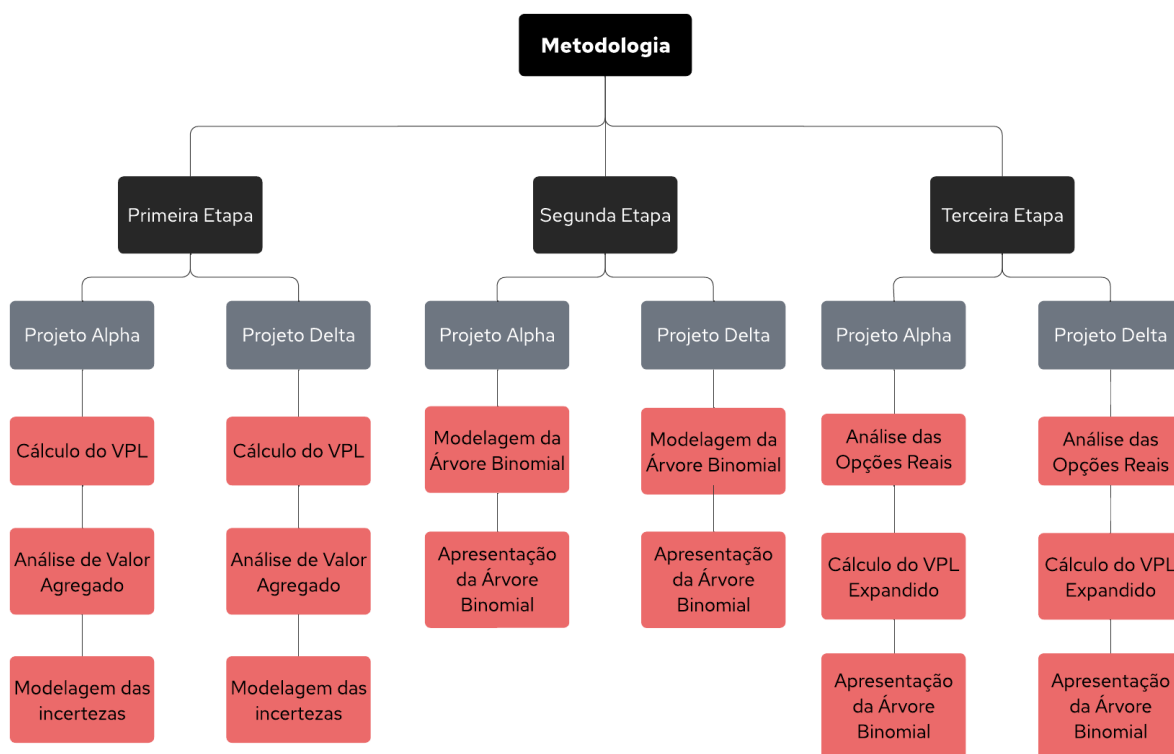 Metodologia
Primeira Etapa
Segunda Etapa
Terceira Etapa
Projeto Alpha
Projeto Delta
Projeto Alpha
Projeto Delta
Projeto Alpha
Projeto Delta
Cálculo do VPL
Análise de Valor
Agregado
Modelagem das
incertezas
Cálculo do VPL
Análise de Valor
Agregado
Modelagem das
incertezas
Modelagem da
Árvore Binomial
Apresentação
da Árvore
Binomial
Modelagem da
Árvore Binomial
Apresentação
da Árvore
Binomial
Análise das
Opções Reais
Cálculo do VPL
Expandido
Apresentação
da Árvore
Binomial
Análise das
Opções Reais
Cálculo do VPL
Expandido
Apresentação
da Árvore
Binomial